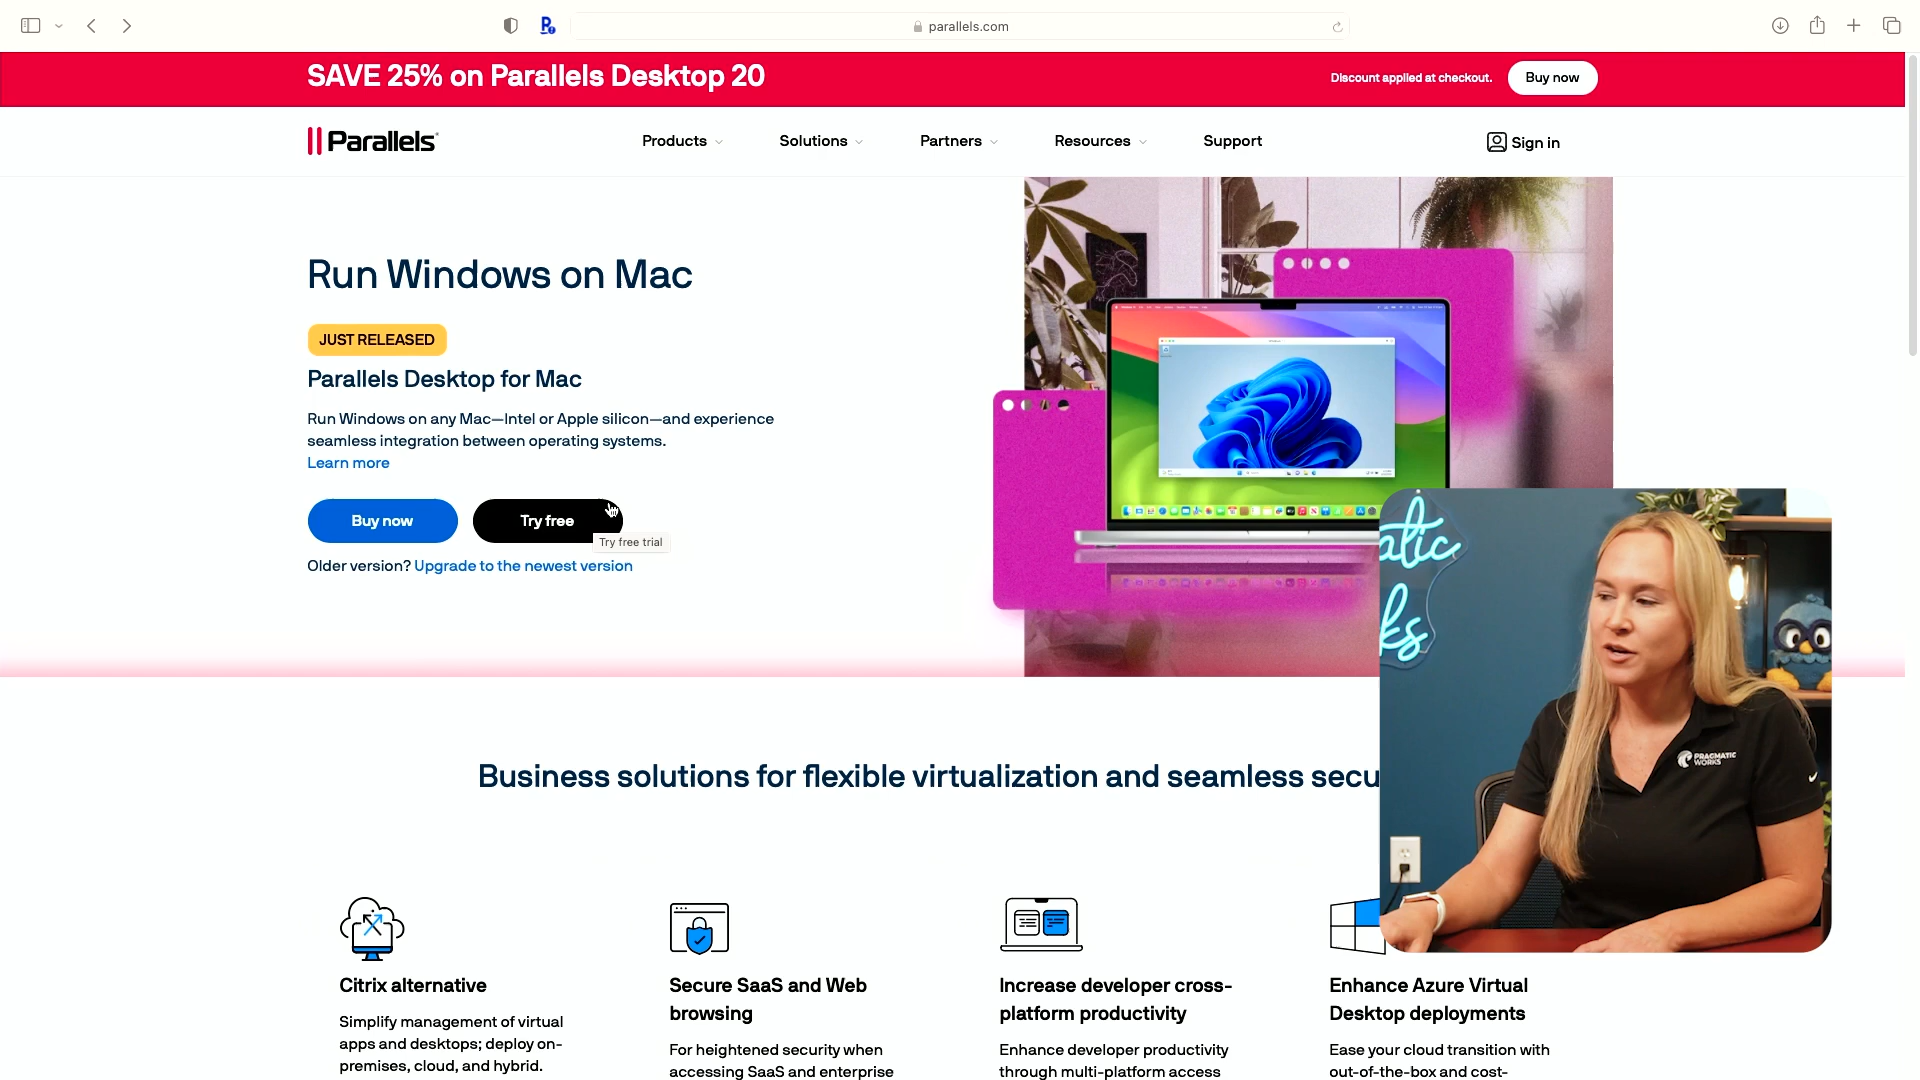 parallels.com
SAVE 25% on Parallels Desktop 20
Discount applied at checkout.
Buy now
Parallels
Products
Solutions
Partners
Resources
Support
Sign in
Run Windows on Mac
JUST RELEASED
Parallels Desktop for Mac
Run Windows on any Mac—Intel or Apple silicon—and experience
seamless integration between operating systems.
Learn more
Buy now
Try free
Try free trial
Older version? Upgrade to the newest version
Business solutions for flexible virtualization and seamless secu
atic
ks
PRAGMATIC
WORKS
Citrix alternative
Simplify management of virtual
apps and desktops; deploy on-
premises, cloud, and hybrid.
Secure SaaS and Web
browsing
For heightened security when
accessing SaaS and enterprise
Increase developer cross-
platform productivity
Enhance developer productivity
through multi-platform access
Enhance Azure Virtual
Desktop deployments
Ease your cloud transition with
out-of-the-box and cost-